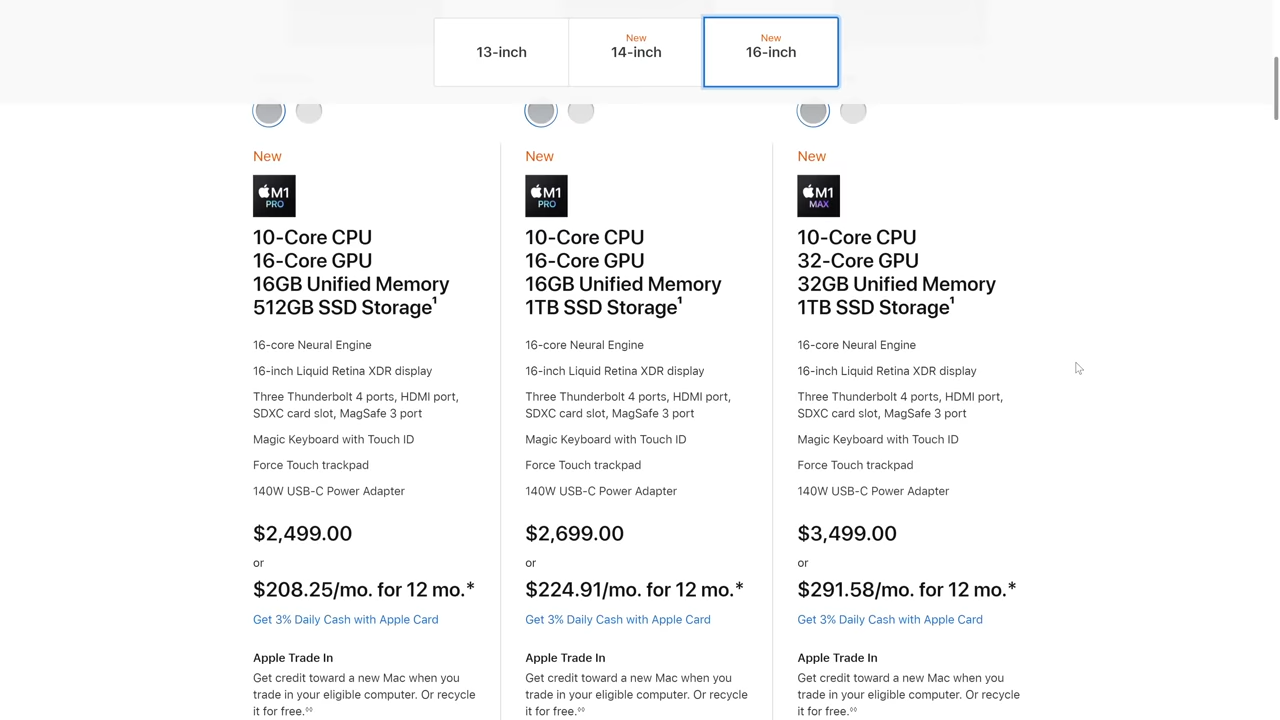 13-inch
New
14-inch
New
16-inch
New
M1
PRO
10-Core CPU
16-Core GPU
16GB Unified Memory
512GB SSD Storage¹
16-core Neural Engine
16-inch Liquid Retina XDR display
Three Thunderbolt 4 ports, HDMI port,
SDXC card slot, MagSafe 3 port
Magic Keyboard with Touch ID
Force Touch trackpad
140W USB-C Power Adapter
$2,499.00
or
$208.25/mo. for 12 mo.*
Get 3% Daily Cash with Apple Card
Apple Trade In
Get credit toward a new Mac when you
trade in your eligible computer. Or recycle
it for free.◊◊
New
M1
PRO
10-Core CPU
16-Core GPU
16GB Unified Memory
1TB SSD Storage¹
16-core Neural Engine
16-inch Liquid Retina XDR display
Three Thunderbolt 4 ports, HDMI port,
SDXC card slot, MagSafe 3 port
Magic Keyboard with Touch ID
Force Touch trackpad
140W USB-C Power Adapter
$2,699.00
or
$224.91/mo. for 12 mo.*
Get 3% Daily Cash with Apple Card
Apple Trade In
Get credit toward a new Mac when you
trade in your eligible computer. Or recycle
it for free.◊◊
New
M1
MAX
10-Core CPU
32-Core GPU
32GB Unified Memory
1TB SSD Storage¹
16-core Neural Engine
16-inch Liquid Retina XDR display
Three Thunderbolt 4 ports, HDMI port,
SDXC card slot, MagSafe 3 port
Magic Keyboard with Touch ID
Force Touch trackpad
140W USB-C Power Adapter
$3,499.00
or
$291.58/mo. for 12 mo.*
Get 3% Daily Cash with Apple Card
Apple Trade In
Get credit toward a new Mac when you
trade in your eligible computer. Or recycle
it for free.◊◊